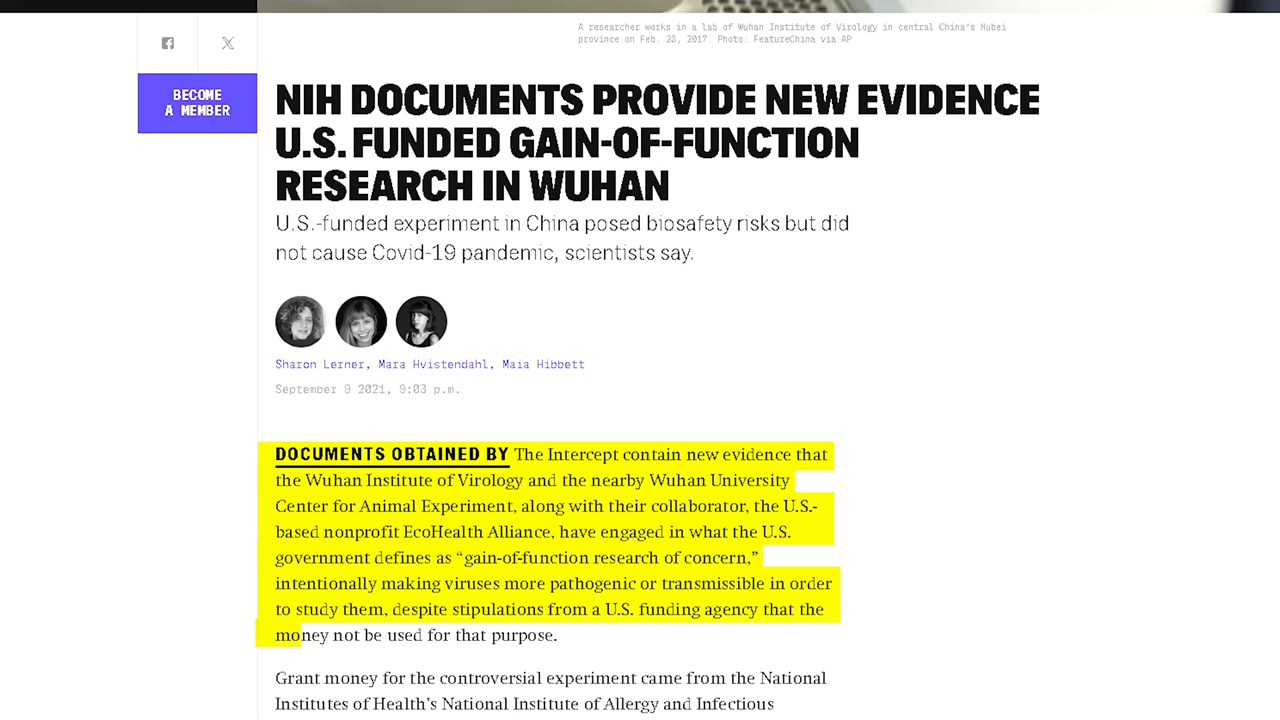 A researcher works in a lab of Wuhan Institute of Virology in central China's Hubei
province on Feb. 23, 2017. Photo: FeatureChina via AP
BECOME
A MEMBER
NIH DOCUMENTS PROVIDE NEW EVIDENCE
U.S. FUNDED GAIN-OF-FUNCTION
RESEARCH IN WUHAN
U.S.-funded experiment in China posed biosafety risks but did
not cause Covid-19 pandemic, scientists say.
Sharon Lerner, Mara Hvistendahl, Maia Hibbett
September 9 2021, 9:03 p.m.
DOCUMENTS OBTAINED BY The Intercept contain new evidence that
the Wuhan Institute of Virology and the nearby Wuhan University
Center for Animal Experiment, along with their collaborator, the U.S.-
based nonprofit EcoHealth Alliance, have engaged in what the U.S.
government defines as “gain-of-function research of concern,”
intentionally making viruses more pathogenic or transmissible in order
to study them, despite stipulations from a U.S. funding agency that the
money not be used for that purpose.
Grant money for the controversial experiment came from the National
Institutes of Health’s National Institute of Allergy and Infectious